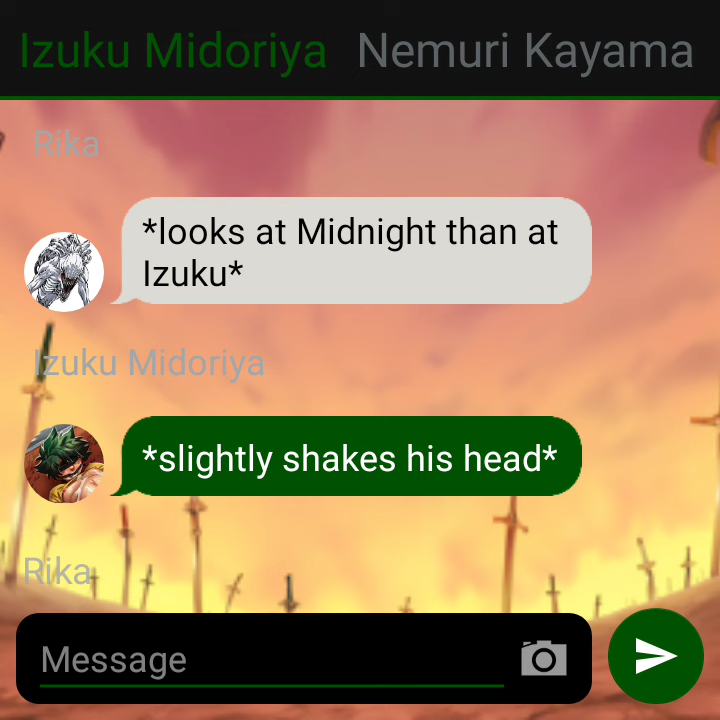 Izuku Midoriya Nemuri Kayama
Rika
*looks at Midnight than at
Izuku*
Izuku Midoriya
*slightly shakes his head*
Rika
Message